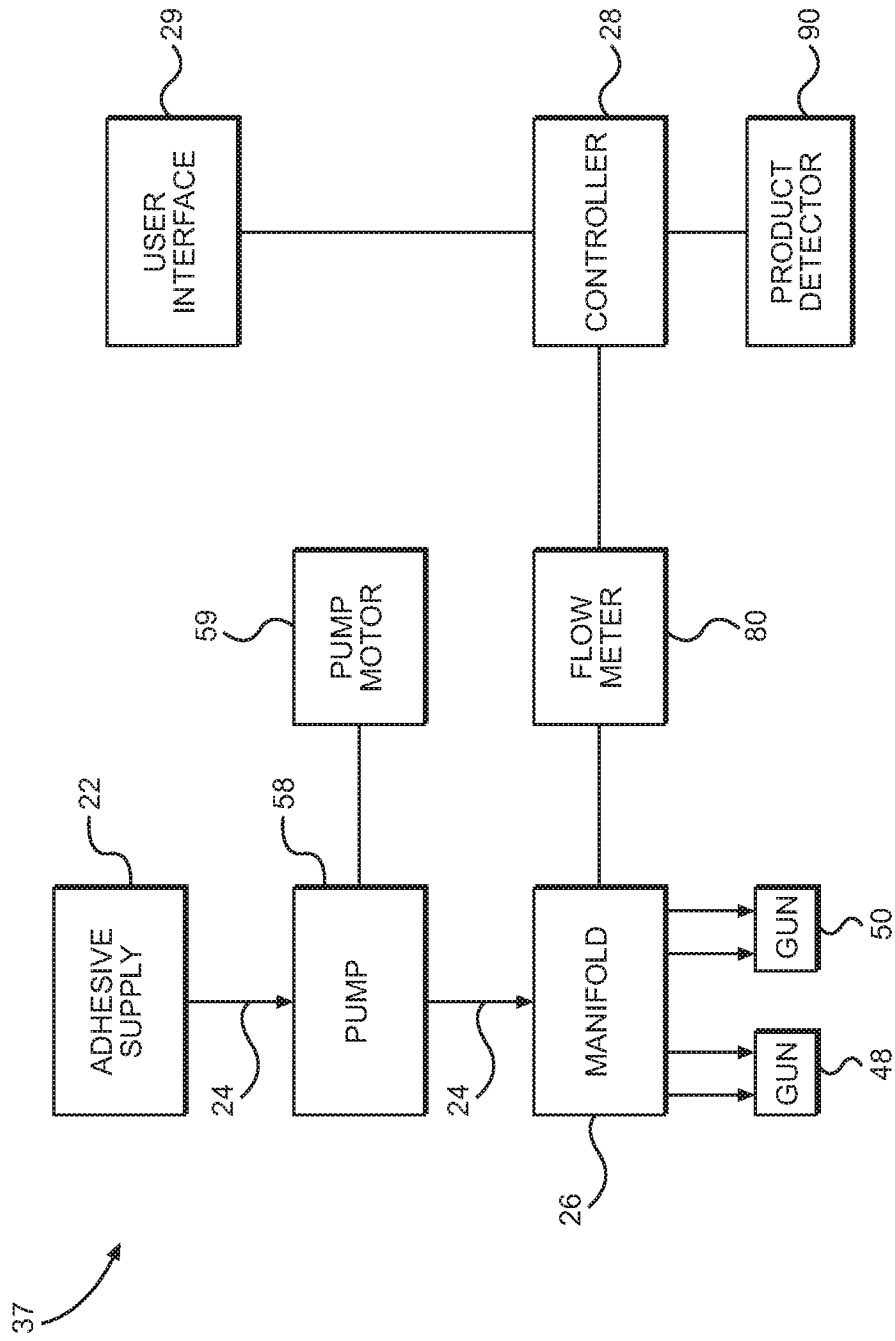 37
ADHESIVE
SUPPLY
22
24
PUMP
58
PUMP
MOTOR
59
24
MANIFOLD
26
GUN
48
GUN
50
FLOW
METER
80
USER
INTERFACE
29
CONTROLLER
28
PRODUCT
DETECTOR
90